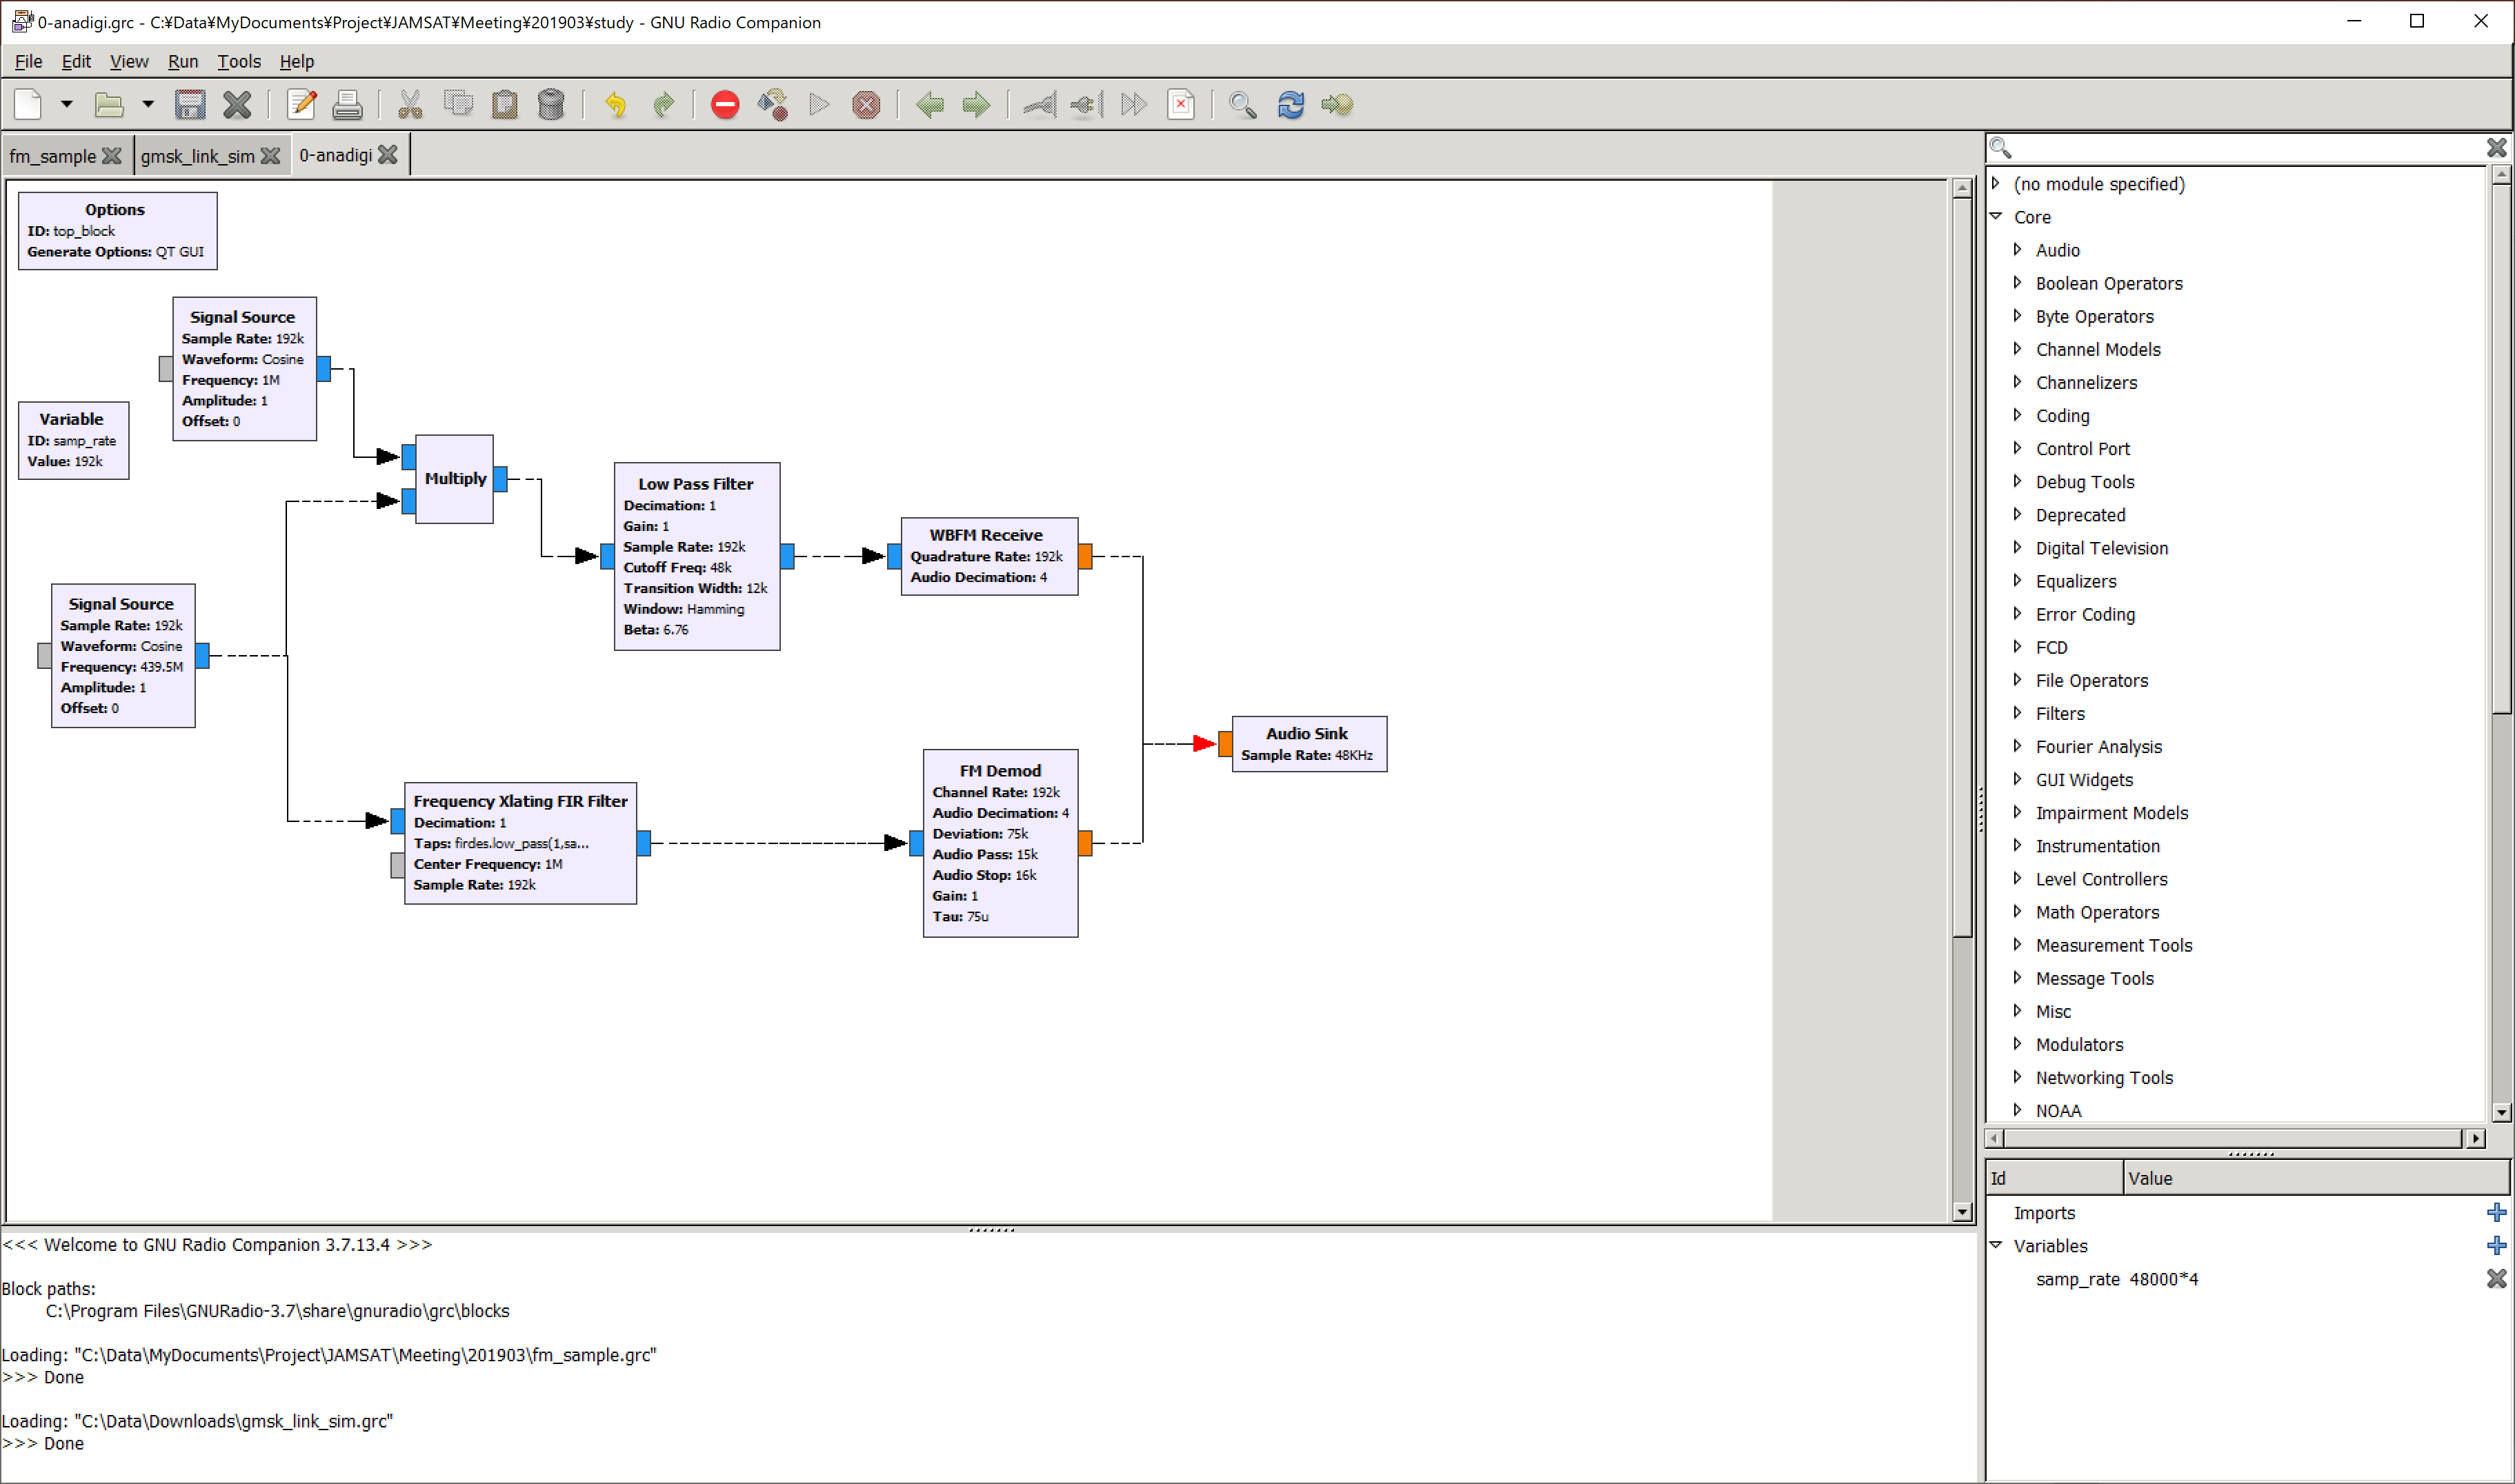 0-anadigi.grc - C:¥Data¥MyDocuments¥Project¥JAMSAT¥Meeting¥201903¥study - GNU Radio Companion
File Edit View Run Tools Help
fm_sample gmsk_link_sim 0-anadigi
Options
ID: top_block
Generate Options: QT GUI
Signal Source
Sample Rate: 192k
Waveform: Cosine
Frequency: 1M
Amplitude: 1
Offset: 0
Variable
ID: samp_rate
Value: 192k
Multiply
Low Pass Filter
Decimation: 1
Gain: 1
Sample Rate: 192k
Cutoff Freq: 48k
Transition Width: 12k
Window: Hamming
Beta: 6.76
WBFM Receive
Quadrature Rate: 192k
Audio Decimation: 4
Signal Source
Sample Rate: 192k
Waveform: Cosine
Frequency: 439.5M
Amplitude: 1
Offset: 0
Audio Sink
Sample Rate: 48KHz
Frequency Xlating FIR Filter
Decimation: 1
Taps: firdes.low_pass(1,sa...
Center Frequency: 1M
Sample Rate: 192k
FM Demod
Channel Rate: 192k
Audio Decimation: 4
Deviation: 75k
Audio Pass: 15k
Audio Stop: 16k
Gain: 1
Tau: 75u
(no module specified)
Core
Audio
Boolean Operators
Byte Operators
Channel Models
Channelizers
Coding
Control Port
Debug Tools
Deprecated
Digital Television
Equalizers
Error Coding
FCD
File Operators
Filters
Fourier Analysis
GUI Widgets
Impairment Models
Instrumentation
Level Controllers
Math Operators
Measurement Tools
Message Tools
Misc
Modulators
Networking Tools
NOAA
Id Value
Imports
Variables
samp_rate 48000*4
<<< Welcome to GNU Radio Companion 3.7.13.4 >>>
Block paths:
C:\Program Files\GNURadio-3.7\share\gnuradio\grc\blocks
Loading: "C:\Data\MyDocuments\Project\JAMSAT\Meeting\201903\fm_sample.grc"
>>> Done
Loading: "C:\Data\Downloads\gmsk_link_sim.grc"
>>> Done